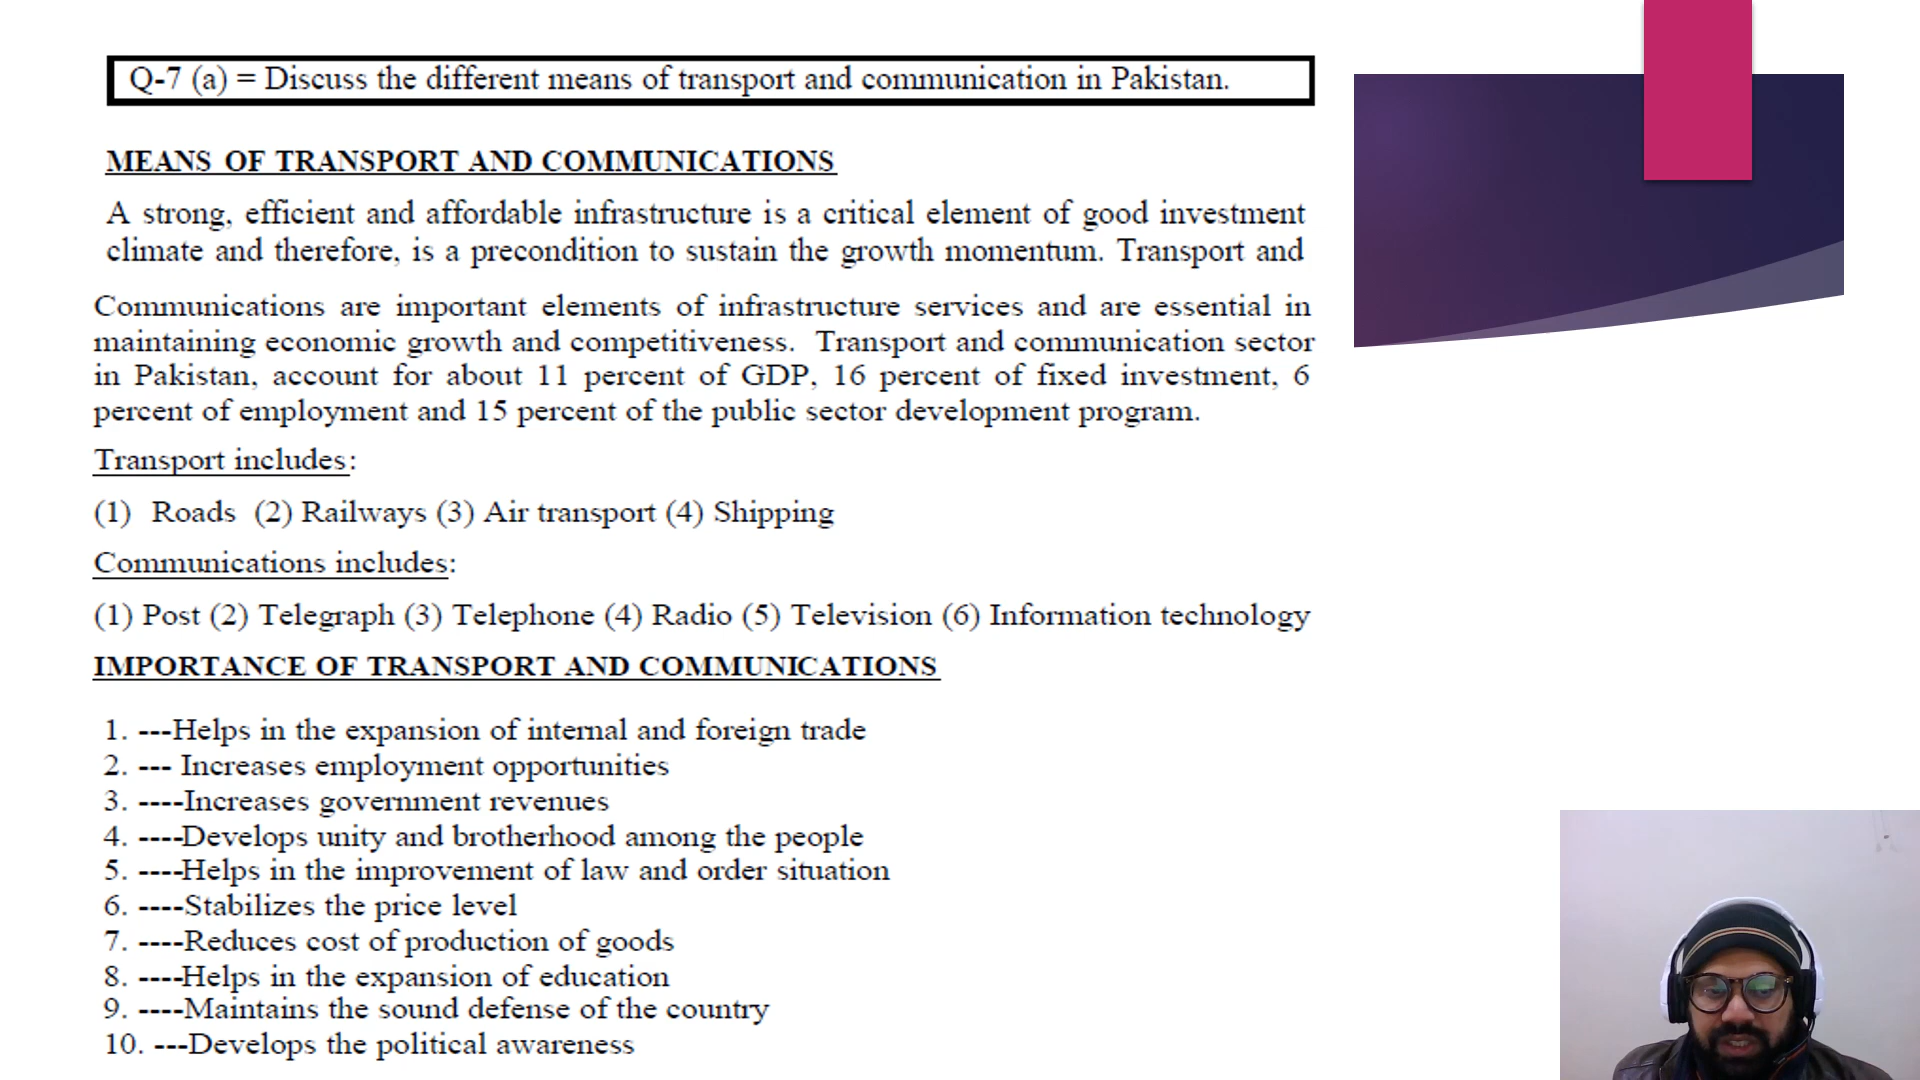 Q-7 (a) = Discuss the different means of transport and communication in Pakistan.
MEANS OF TRANSPORT AND COMMUNICATIONS
A strong, efficient and affordable infrastructure is a critical element of good investment
climate and therefore, is a precondition to sustain the growth momentum. Transport and
Communications are important elements of infrastructure services and are essential in
maintaining economic growth and competitiveness. Transport and communication sector
in Pakistan, account for about 11 percent of GDP, 16 percent of fixed investment, 6
percent of employment and 15 percent of the public sector development program.
Transport includes:
(1) Roads (2) Railways (3) Air transport (4) Shipping
Communications includes:
(1) Post (2) Telegraph (3) Telephone (4) Radio (5) Television (6) Information technology
IMPORTANCE OF TRANSPORT AND COMMUNICATIONS
1. ---Helps in the expansion of internal and foreign trade
2. --- Increases employment opportunities
3. ----Increases government revenues
4. ----Develops unity and brotherhood among the people
5. ----Helps in the improvement of law and order situation
6. ----Stabilizes the price level
7. ----Reduces cost of production of goods
8. ----Helps in the expansion of education
9. ----Maintains the sound defense of the country
10. ---Develops the political awareness